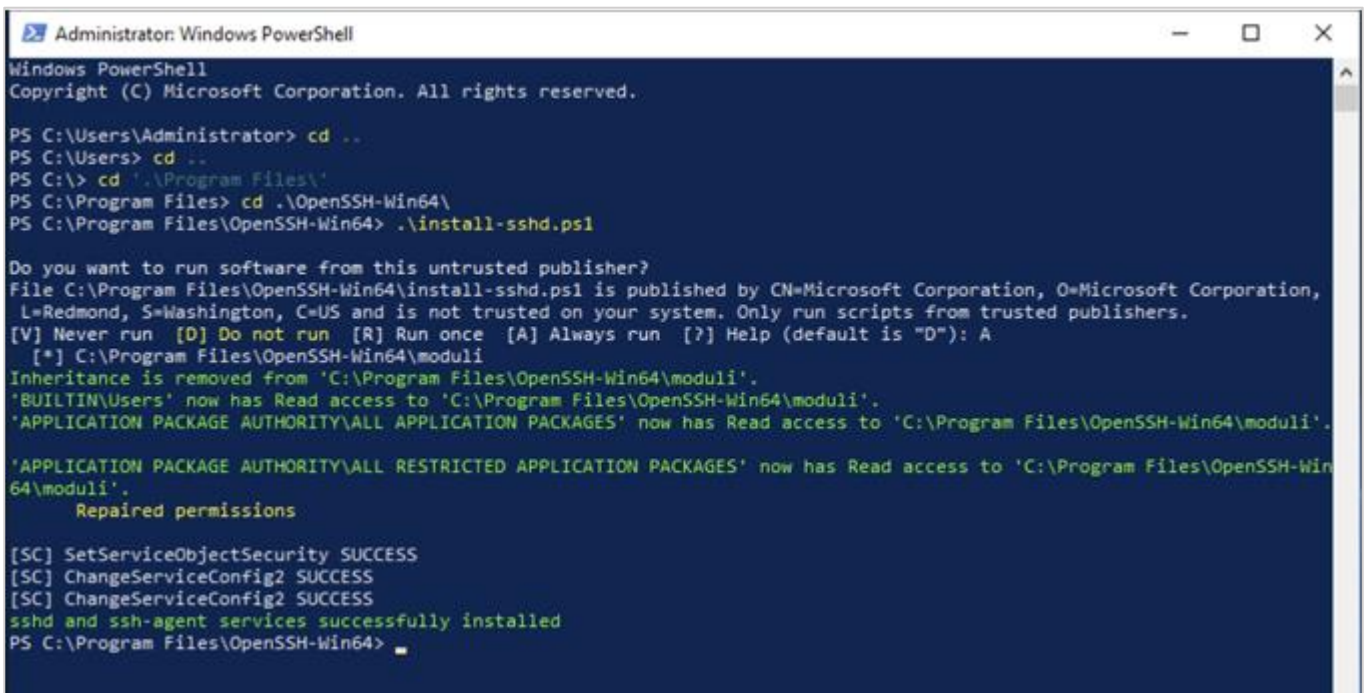 Administrator: Windows PowerShell
Windows PowerShell
Copyright (C) Microsoft Corporation. All rights reserved.
PS C:\Users\Administrator> cd ..
PS C:\Users> cd ..
PS C:\> cd '.\Program Files\'
PS C:\Program Files> cd .\OpenSSH-Win64\
PS C:\Program Files\OpenSSH-Win64> .\install-sshd.ps1
Do you want to run software from this untrusted publisher?
File C:\Program Files\OpenSSH-Win64\install-sshd.ps1 is published by CN=Microsoft Corporation, O=Microsoft Corporation,
L=Redmond, S=Washington, C=US and is not trusted on your system. Only run scripts from trusted publishers.
[V] Never run  [D] Do not run  [R] Run once  [A] Always run  [?] Help (default is "D"): A
[*] C:\Program Files\OpenSSH-Win64\moduli
Inheritance is removed from 'C:\Program Files\OpenSSH-Win64\moduli'.
'BUILTIN\Users' now has Read access to 'C:\Program Files\OpenSSH-Win64\moduli'.
'APPLICATION PACKAGE AUTHORITY\ALL APPLICATION PACKAGES' now has Read access to 'C:\Program Files\OpenSSH-Win64\moduli'.
'APPLICATION PACKAGE AUTHORITY\ALL RESTRICTED APPLICATION PACKAGES' now has Read access to 'C:\Program Files\OpenSSH-Win
64\moduli'.
Repaired permissions
[SC] SetServiceObjectSecurity SUCCESS
[SC] ChangeServiceConfig2 SUCCESS
[SC] ChangeServiceConfig2 SUCCESS
sshd and ssh-agent services successfully installed
PS C:\Program Files\OpenSSH-Win64>